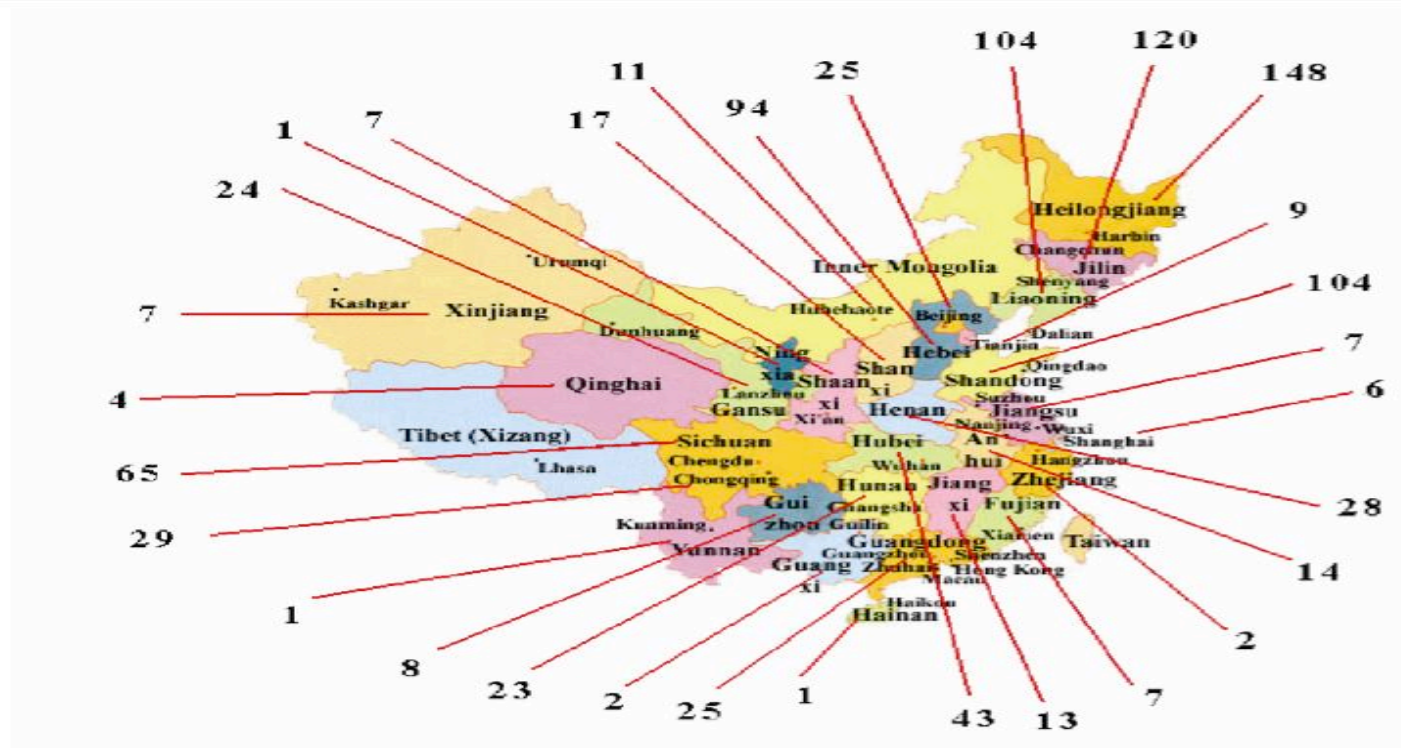 104
120
11
25
148
94
1
7
17
24
Heilongjiang
9
Harbin
Changchun
Jilin
Urumqi
Inner Mongolia
Shenyang
104
Kashgar
Liaoning
7
Xinjiang
Huhehaote
Beijing
Dunhuang
Dalian
Tianjin
7
Ning
xia
Hebei
Shan
xi
Qingdao
4
Qinghai
Shaan
xi
Shandong
6
Lanzhou
Suzhou
Gansu
Xi'an
Henan
Jiangsu
Nanjing
Wuxi
Tibet (Xizang)
Sichuan
Hubei
An
hui
Shanghai
65
Lhasa
Chengdu
Wuhan
Hangzhou
Chongqing
Hunan
Jiang
xi
Zhejiang
28
Gui
zhou
Changsha
Fujian
29
Kunming
Guilin
Xiamen
Yunnan
Guangdong
Taiwan
Guangzhou
Shenzhen
Guang
xi
Zhuhai
Hong Kong
14
Macau
1
Haikou
Hainan
2
8
23
2
25
1
43
13
7